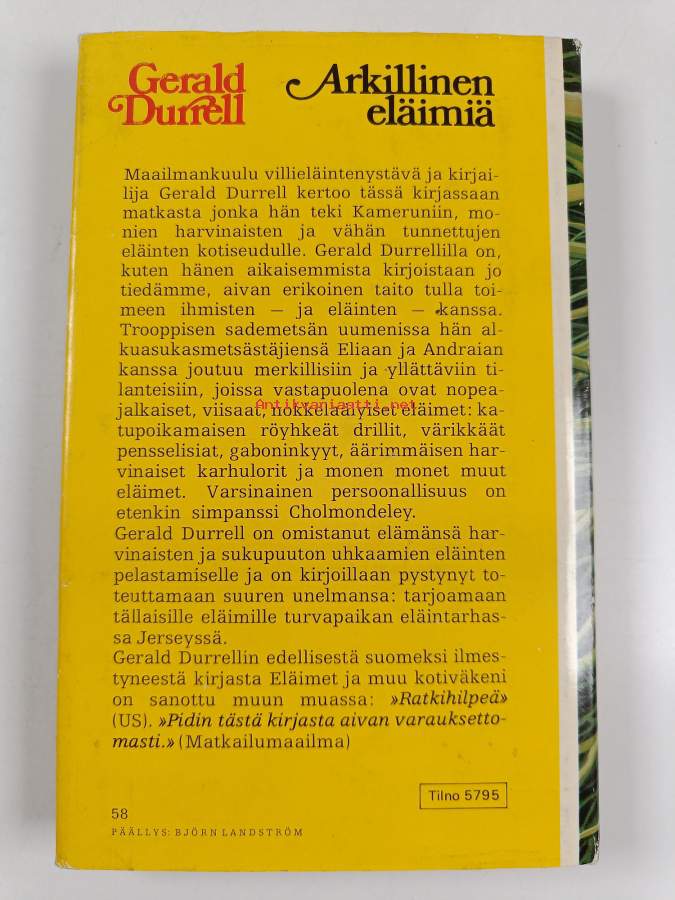 Gerald
Durrell
Arkillinen
eläimiä
Maailmankuulu villieläintenystävä ja kirjai-
lija Gerald Durrell kertoo tässä kirjassaan
matkasta jonka hän teki Kameruniin, mo-
nien harvinaisten ja vähän tunnettujen
eläinten kotiseudulle. Gerald Durrellilla on,
kuten hänen aikaisemmista kirjoistaan jo
tiedämme, aivan erikoinen taito tulla toi-
meen ihmisten – ja eläinten – kanssa.
Trooppisen sademetsän uumenissa hän al-
kuasukasmetsästäjiensä Eliaan ja Andraian
kanssa joutuu merkillisiin ja yllättäviin ti-
lanteisiin, joissa vastapuolena ovat nopea-
Antikvariaatti.net
jalkaiset, viisaat, nokkelaälyiset eläimet: ka-
tupoikamaisen röyhkeät drillit, värikkäät
pensselisiat, gaboninkyyt, äärimmäisen har-
vinaiset karhulorit ja monen monet muut
eläimet. Varsinainen persoonallisuus on
etenkin simpanssi Cholmondeley.
Gerald Durrell on omistanut elämänsä har-
vinaisten ja sukupuuton uhkaamien eläinten
pelastamiselle ja on kirjoillaan pystynyt to-
teuttamaan suuren unelmansa: tarjoamaan
tällaisille eläimille turvapaikan eläintarhas-
sa Jerseyssä.
Gerald Durrellin edellisestä suomeksi ilmes-
tyneestä kirjasta Eläimet ja muu kotiväkeni
on sanottu muun muassa: »Ratkihilpeä»
(US). »Pidin tästä kirjasta aivan varauksetto-
masti.» (Matkailumaailma)
Tilno 5795
58
PÄÄLLYS: BJÖRN LANDSTRÖM